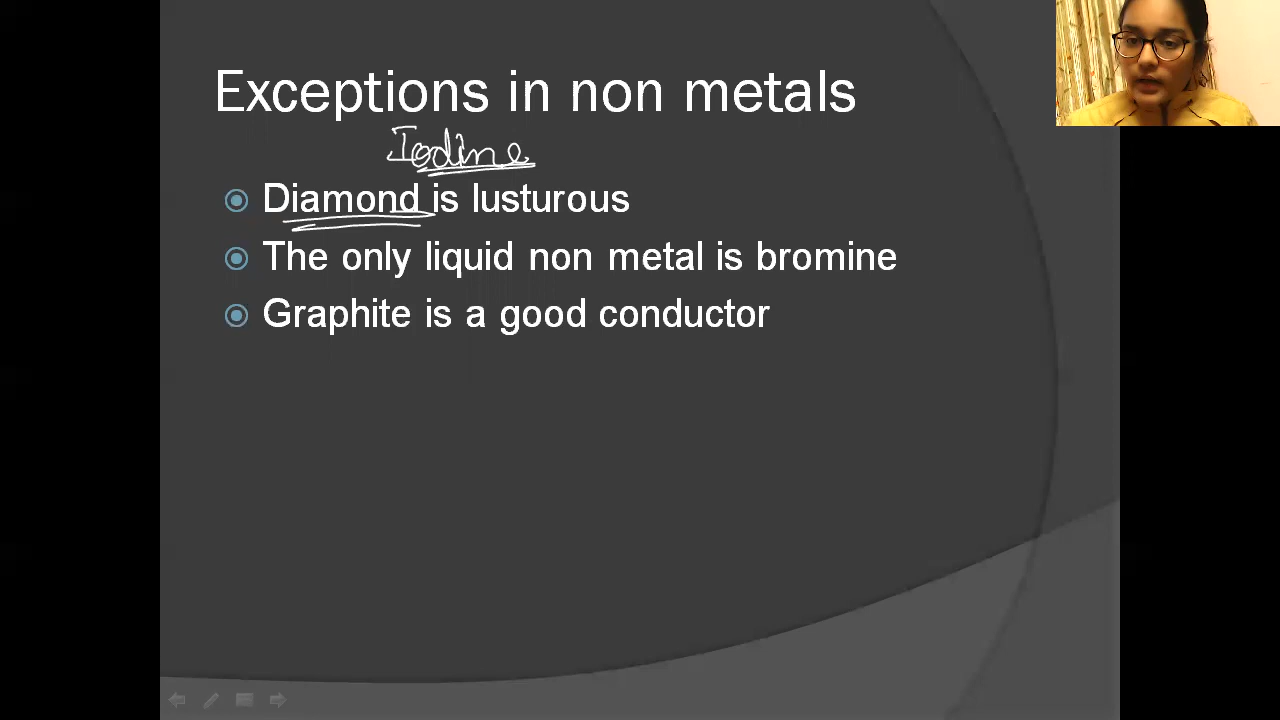 Exceptions in non metals
Iodine
Diamond is lusturous
The only liquid non metal is bromine
Graphite is a good conductor